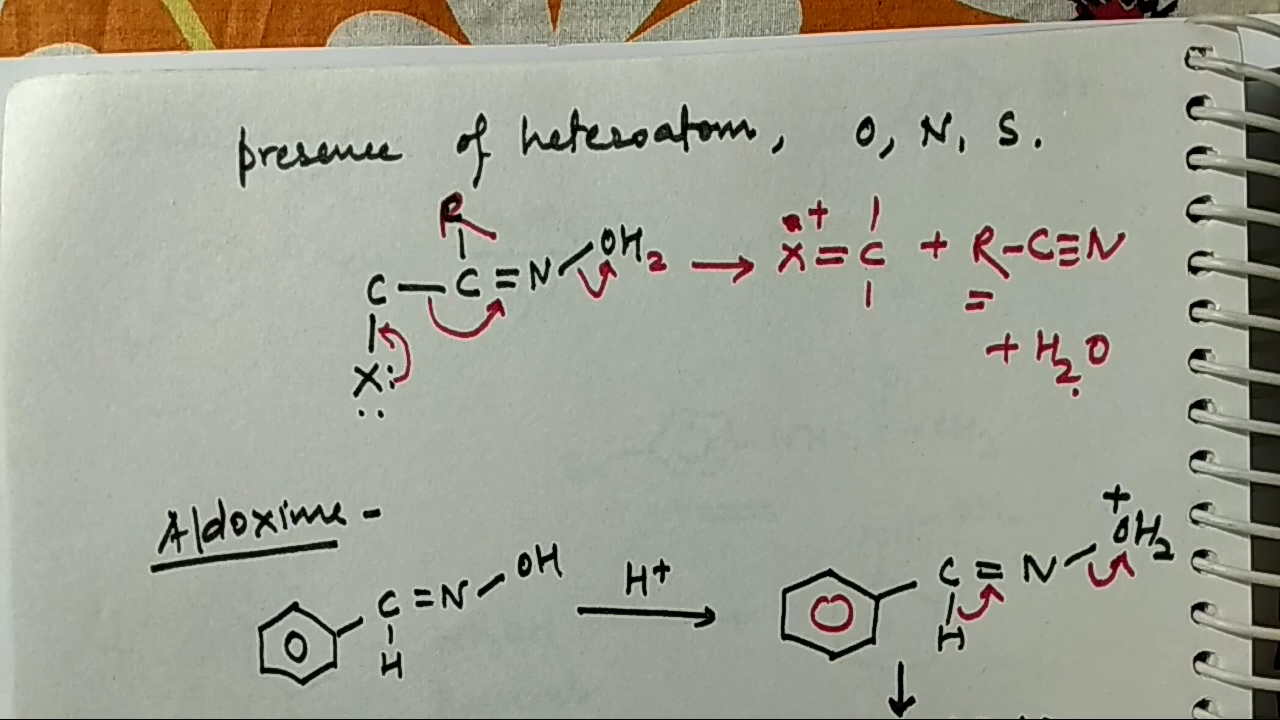 presence of heteroatom, O, N, S.
R
C — C = N — OH2 → X+ = C + R-C≡N
X:
+ H2O
Aldoxime -
C = N — OH H+ → C = N — OH2 +
H H